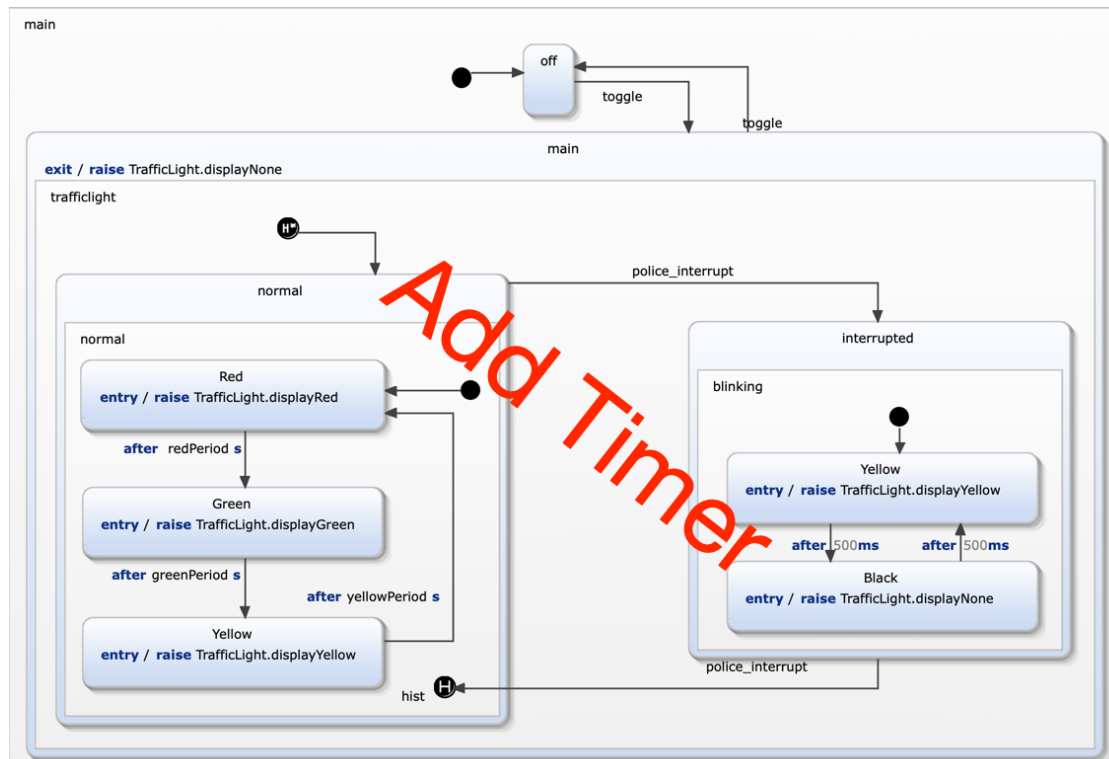 main
off
toggle
toggle
main
exit / raise TrafficLight.displayNone
trafficlight
H*
police_interrupt
normal
interrupted
normal
blinking
Red
entry / raise TrafficLight.displayRed
after redPeriod s
Green
entry / raise TrafficLight.displayGreen
after greenPeriod s
after yellowPeriod s
Yellow
entry / raise TrafficLight.displayYellow
hist
H
Yellow
entry / raise TrafficLight.displayYellow
after 500ms
after 500ms
Black
entry / raise TrafficLight.displayNone
police_interrupt
Add Timer